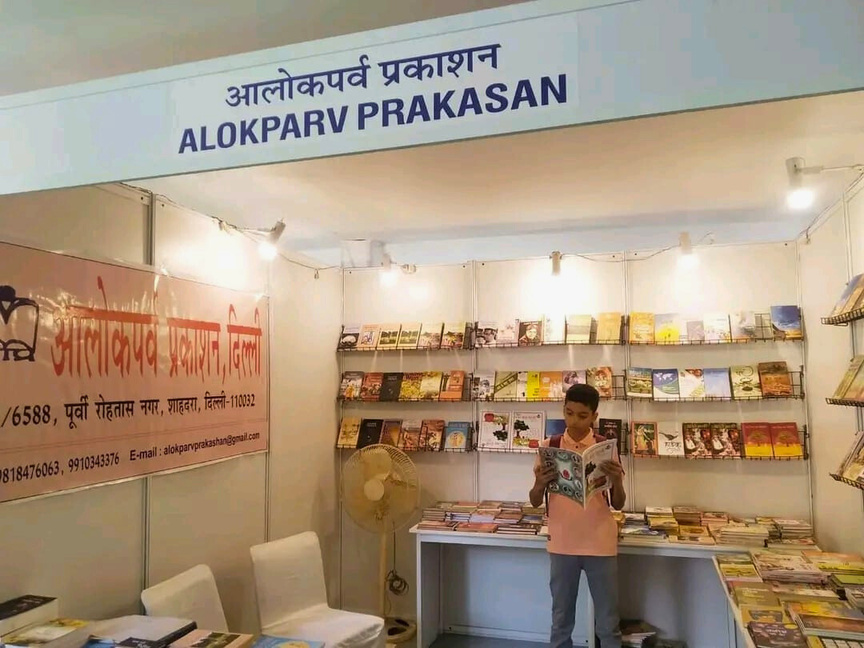 आलोकपर्व प्रकाशन
ALOKPARV PRAKASAN
आलोकपर्व प्रकाशन, दिल्ली
/6588, पूर्वी रोहतास नगर, शाहदरा, दिल्ली-110032
9818476063, 9910343376 E-mail : alokparvprakashan@gmail.com